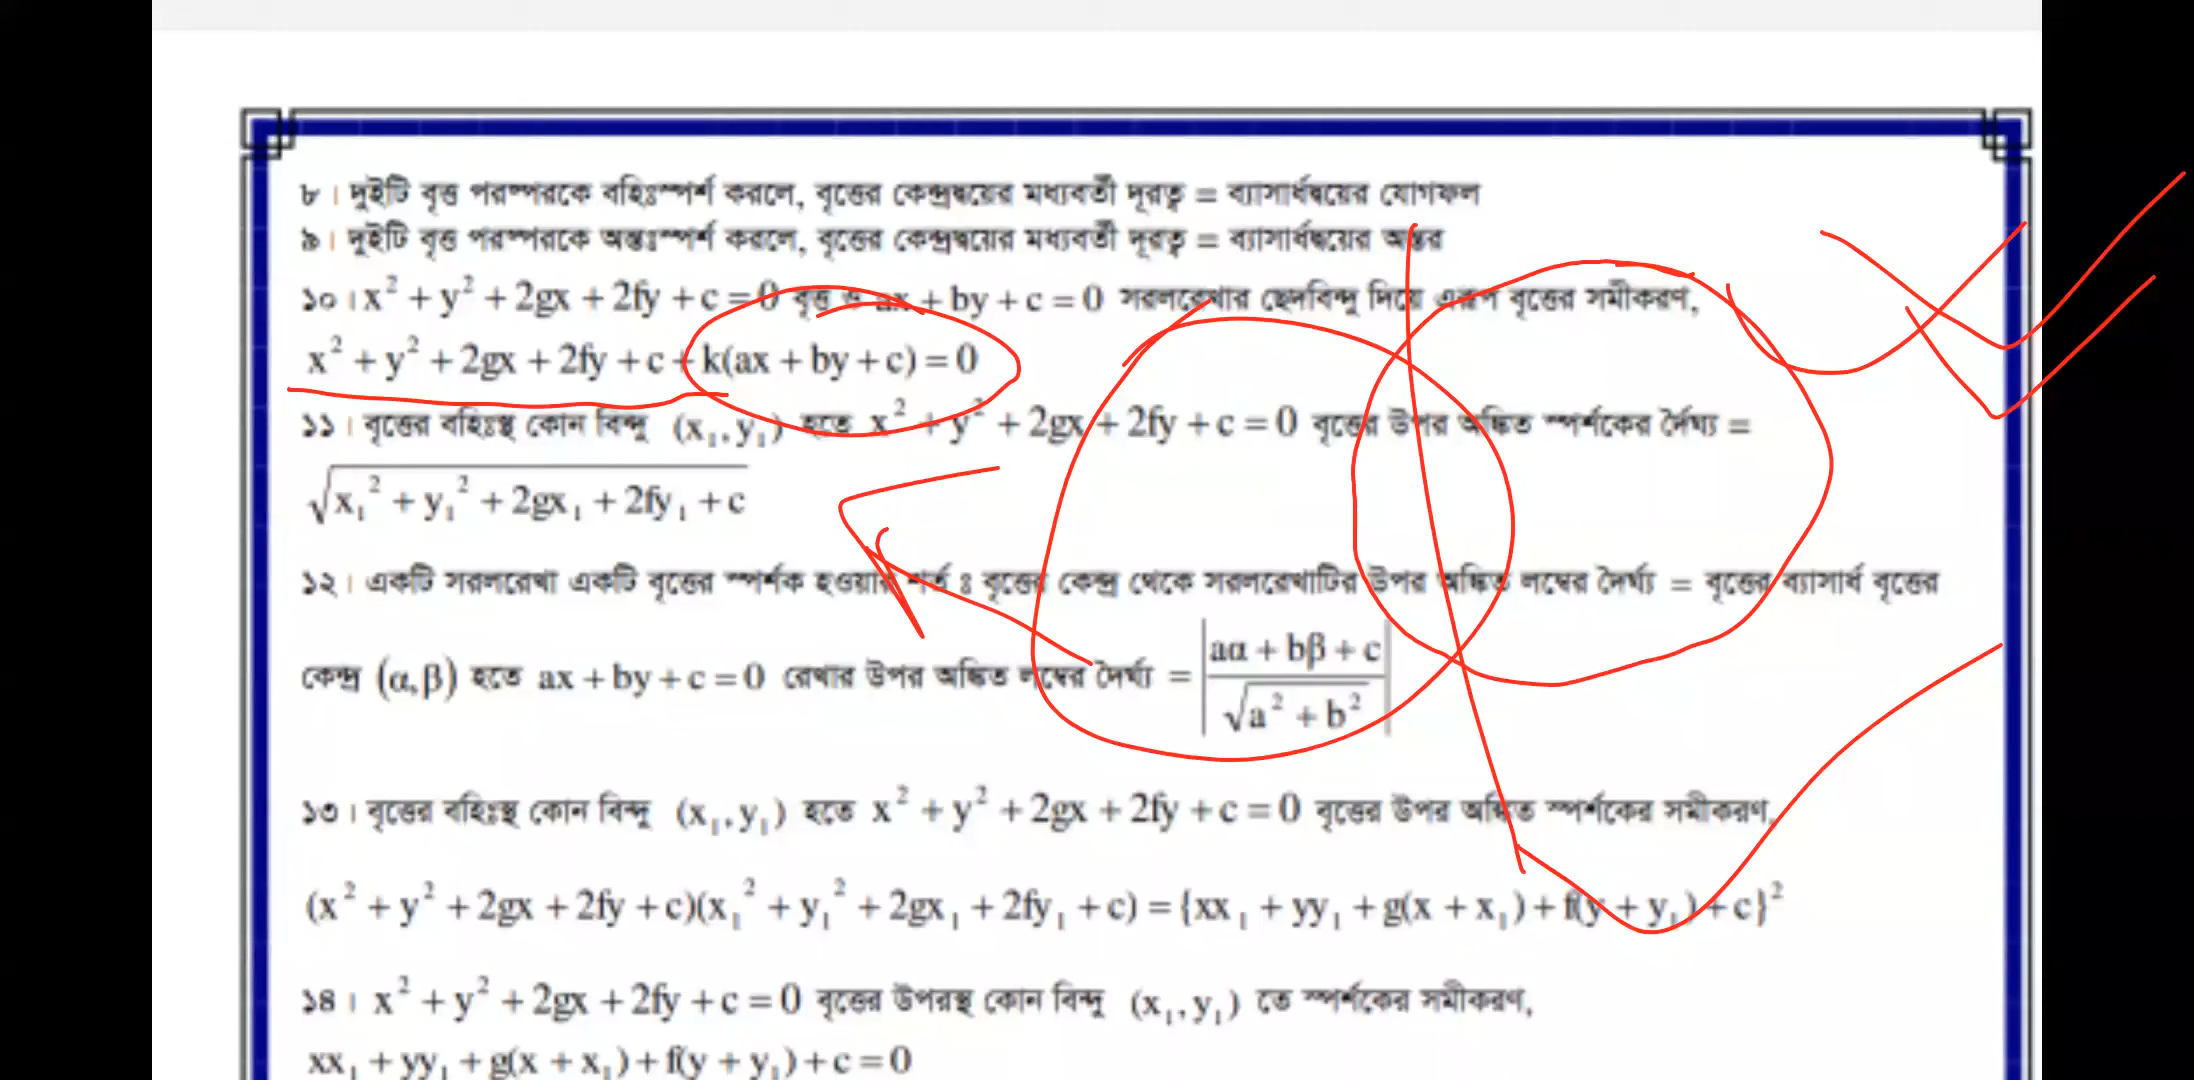 ৮। দুইটি বৃত্ত পরস্পরকে বহিঃস্পর্শ করলে, বৃত্তের কেন্দ্রদ্বয়ের মধ্যবর্তী দূরত্ব = ব্যাসার্ধদ্বয়ের যোগফল
৯। দুইটি বৃত্ত পরস্পরকে অন্তঃস্পর্শ করলে, বৃত্তের কেন্দ্রদ্বয়ের মধ্যবর্তী দূরত্ব = ব্যাসার্ধদ্বয়ের অন্তর
১০। x² + y² + 2gx + 2fy + c = 0 বৃত্ত ও ax + by + c = 0 সরলরেখার ছেদবিন্দু দিয়ে এরূপ বৃত্তের সমীকরণ,
x² + y² + 2gx + 2fy + c + k(ax + by + c) = 0
১১। বৃত্তের বহিঃস্থ কোন বিন্দু (x₁, y₁) হতে x² + y² + 2gx + 2fy + c = 0 বৃত্তের উপর অঙ্কিত স্পর্শকের দৈর্ঘ্য =
√(x₁² + y₁² + 2gx₁ + 2fy₁ + c)
১২। একটি সরলরেখা একটি বৃত্তের স্পর্শক হওয়ার শর্ত ঃ বৃত্তের কেন্দ্র থেকে সরলরেখাটির উপর অঙ্কিত লম্বের দৈর্ঘ্য = বৃত্তের ব্যাসার্ধ বৃত্তের
কেন্দ্র (α, β) হতে ax + by + c = 0 রেখার উপর অঙ্কিত লম্বের দৈর্ঘ্য = |(aα + bβ + c)/√(a² + b²)|
১৩। বৃত্তের বহিঃস্থ কোন বিন্দু (x₁, y₁) হতে x² + y² + 2gx + 2fy + c = 0 বৃত্তের উপর অঙ্কিত স্পর্শকের সমীকরণ,
(x² + y² + 2gx + 2fy + c)(x₁² + y₁² + 2gx₁ + 2fy₁ + c) = {xx₁ + yy₁ + g(x + x₁) + f(y + y₁) + c}²
১৪। x² + y² + 2gx + 2fy + c = 0 বৃত্তের উপরস্থ কোন বিন্দু (x₁, y₁) তে স্পর্শকের সমীকরণ,
xx₁ + yy₁ + g(x + x₁) + f(y + y₁) + c = 0